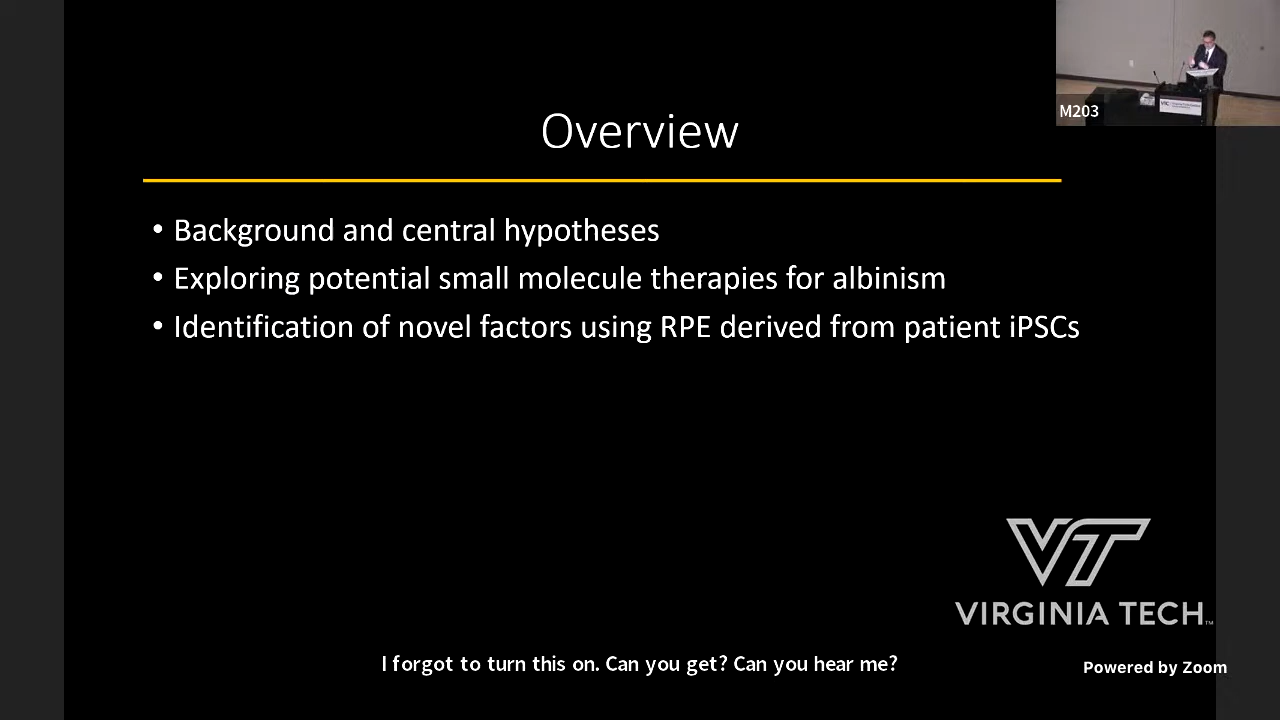 M203
Overview
• Background and central hypotheses
• Exploring potential small molecule therapies for albinism
• Identification of novel factors using RPE derived from patient iPSCs
VT
VIRGINIA TECH™
I forgot to turn this on. Can you get? Can you hear me?
Powered by Zoom